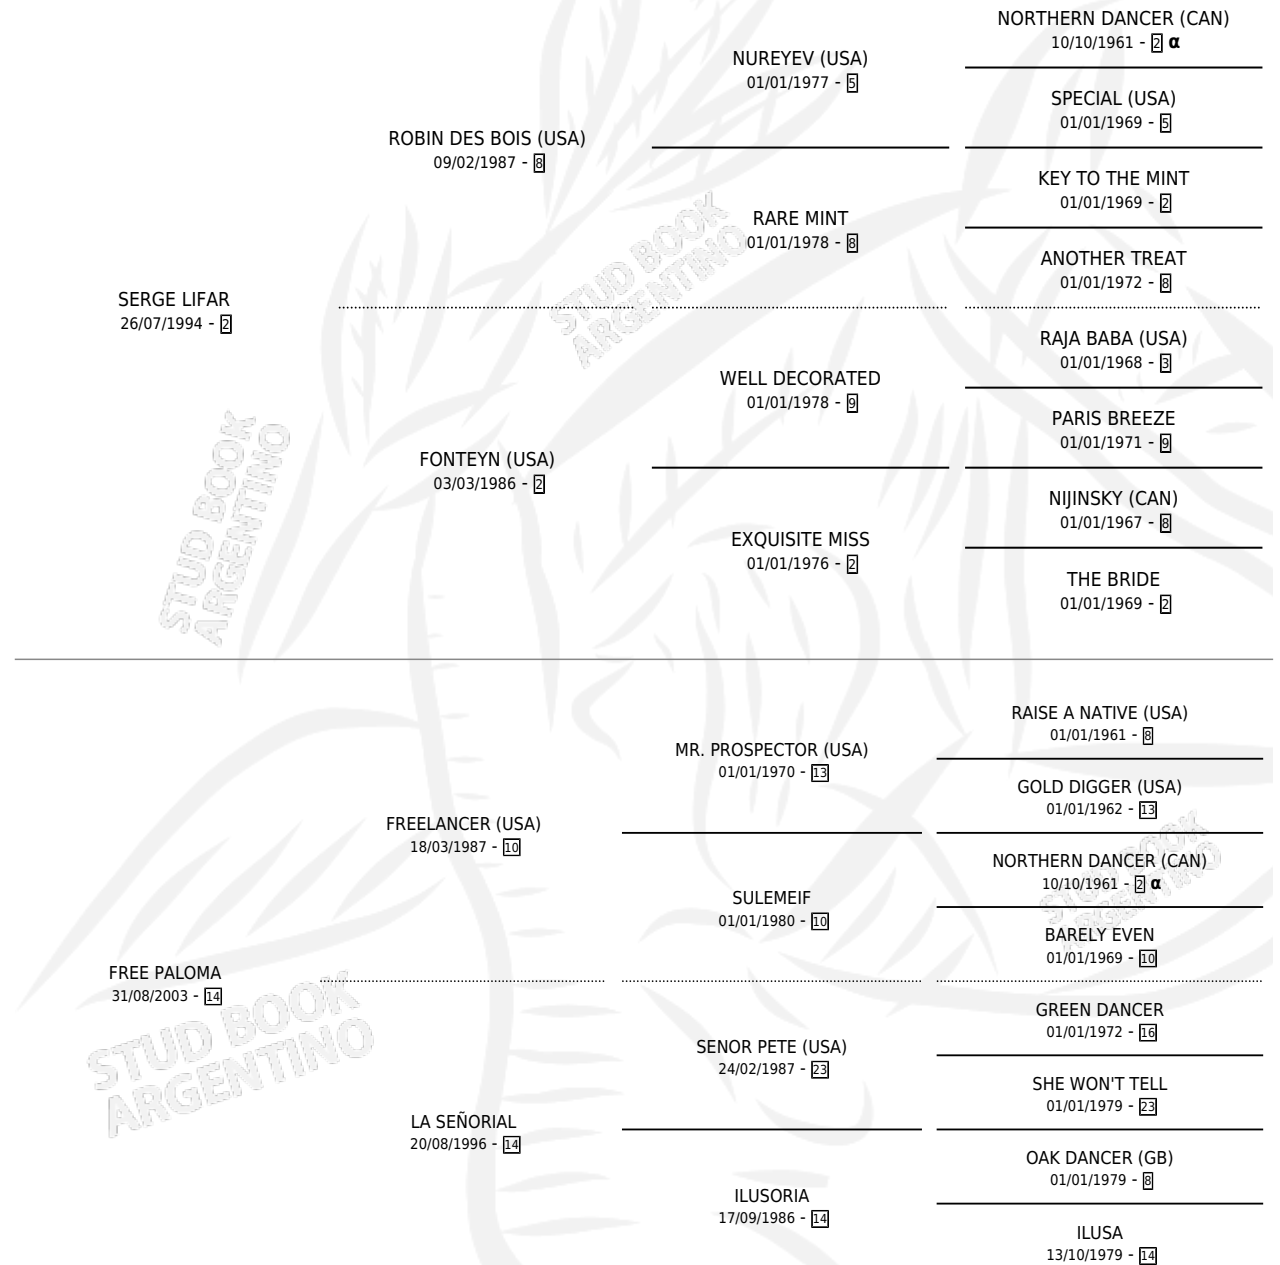 NORTHERN DANCER (CAN)
10/10/1961 - 2 α
NUREYEV (USA)
01/01/1977 - 5
SPECIAL (USA)
01/01/1969 - 5
ROBIN DES BOIS (USA)
09/02/1987 - 8
KEY TO THE MINT
01/01/1969 - 2
RARE MINT
01/01/1978 - 8
ANOTHER TREAT
01/01/1972 - 8
SERGE LIFAR
26/07/1994 - 2
RAJA BABA (USA)
01/01/1968 - 3
WELL DECORATED
01/01/1978 - 9
PARIS BREEZE
01/01/1971 - 9
FONTEYN (USA)
03/03/1986 - 2
NIJINSKY (CAN)
01/01/1967 - 8
EXQUISITE MISS
01/01/1976 - 2
THE BRIDE
01/01/1969 - 2
RAISE A NATIVE (USA)
01/01/1961 - 8
MR. PROSPECTOR (USA)
01/01/1970 - 13
GOLD DIGGER (USA)
01/01/1962 - 13
FREELANCER (USA)
18/03/1987 - 10
NORTHERN DANCER (CAN)
10/10/1961 - 2 α
SULEMEIF
01/01/1980 - 10
BARELY EVEN
01/01/1969 - 10
FREE PALOMA
31/08/2003 - 14
GREEN DANCER
01/01/1972 - 16
SENOR PETE (USA)
24/02/1987 - 23
SHE WON'T TELL
01/01/1979 - 23
LA SEÑORIAL
20/08/1996 - 14
OAK DANCER (GB)
01/01/1979 - 8
ILUSORIA
17/09/1986 - 14
ILUSA
13/10/1979 - 14
STUD BOOK
ARGENTINO
STUD BOOK
ARGENTINO
STUD BOOK
ARGENTINO
STUD BOOK
ARGENTINO